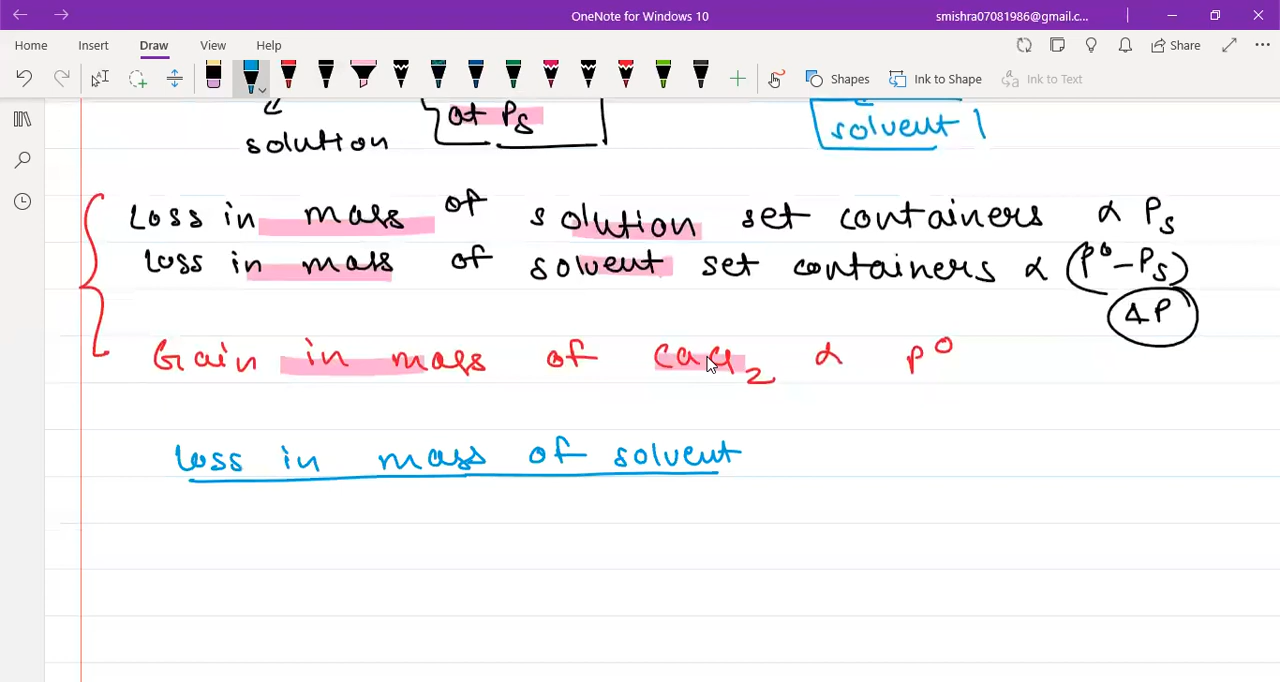 OneNote for Windows 10
smishra07081986@gmail.c...
Home Insert Draw View Help
Share
Shapes Ink to Shape Ink to Text
at Ps
solution
solvent
Loss in mass of solution set containers ∝ Ps
loss in mass of solvent set containers ∝ (P° - Ps)
ΔP
Gain in mass of CaCl2 ∝ p°
loss in mass of solvent